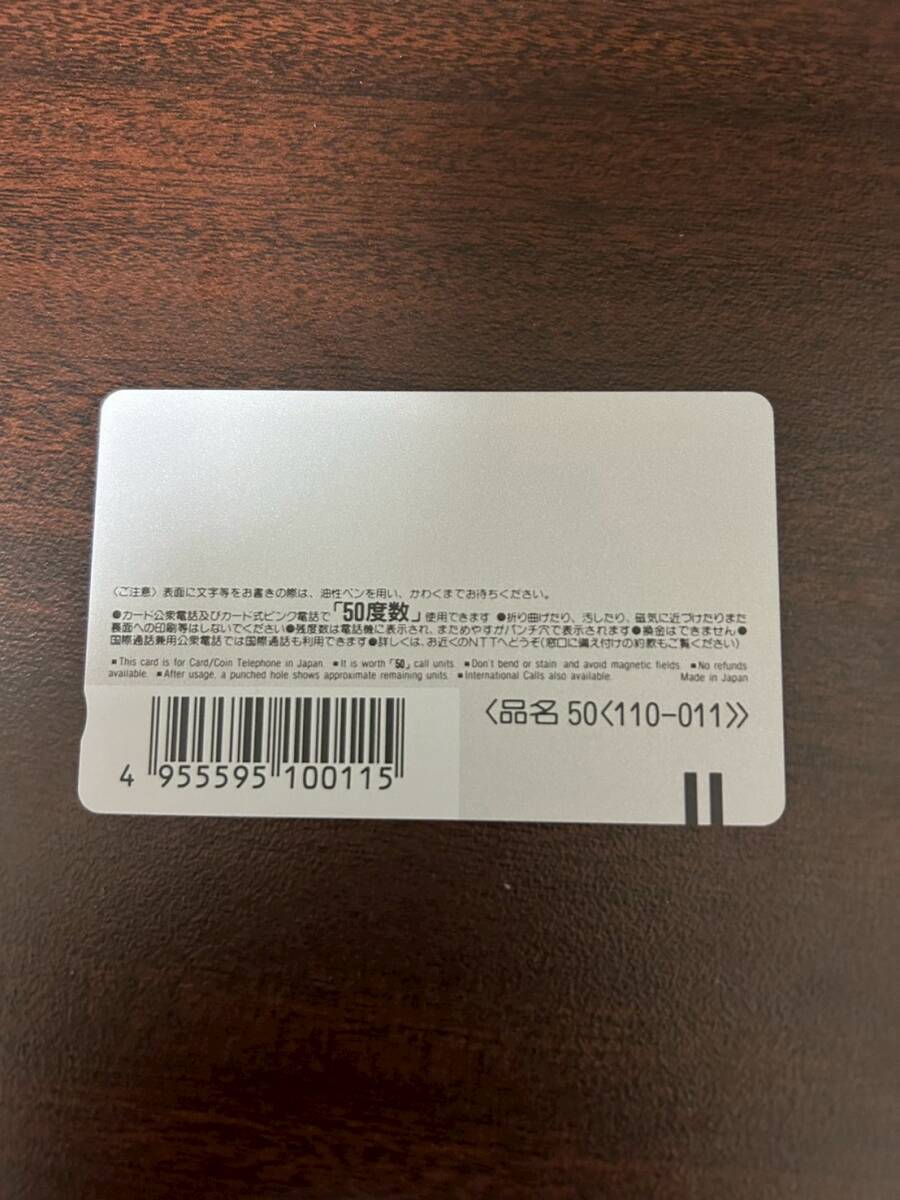 〈ご注意〉表面に文字等をお書きの際は、油性ペンを用い、かわくまでお待ちください。
●カード公衆電話及びカード式ピンク電話で「50度数」使用できます ●折り曲げたり、汚したり、磁気に近づけたりまた
裏面への印刷等はしないでください●残度数は電話機に表示され、まためやすがパンチ穴で表示されます●換金はできません●
国際通話兼用公衆電話では国際通話も利用できます●詳しくは、お近くのNTTへどうぞ(窓口に備え付けの約款もご覧ください)
■This card is for Card/Coin Telephone in Japan. ■It is worth「50」call units. ■Don't bend or stain and avoid magnetic fields. ■No refunds
available. ■After usage, a punched hole shows approximate remaining units. ■International Calls also available. Made in Japan
〈品名 50〈110-011〉〉
4 955595 100115